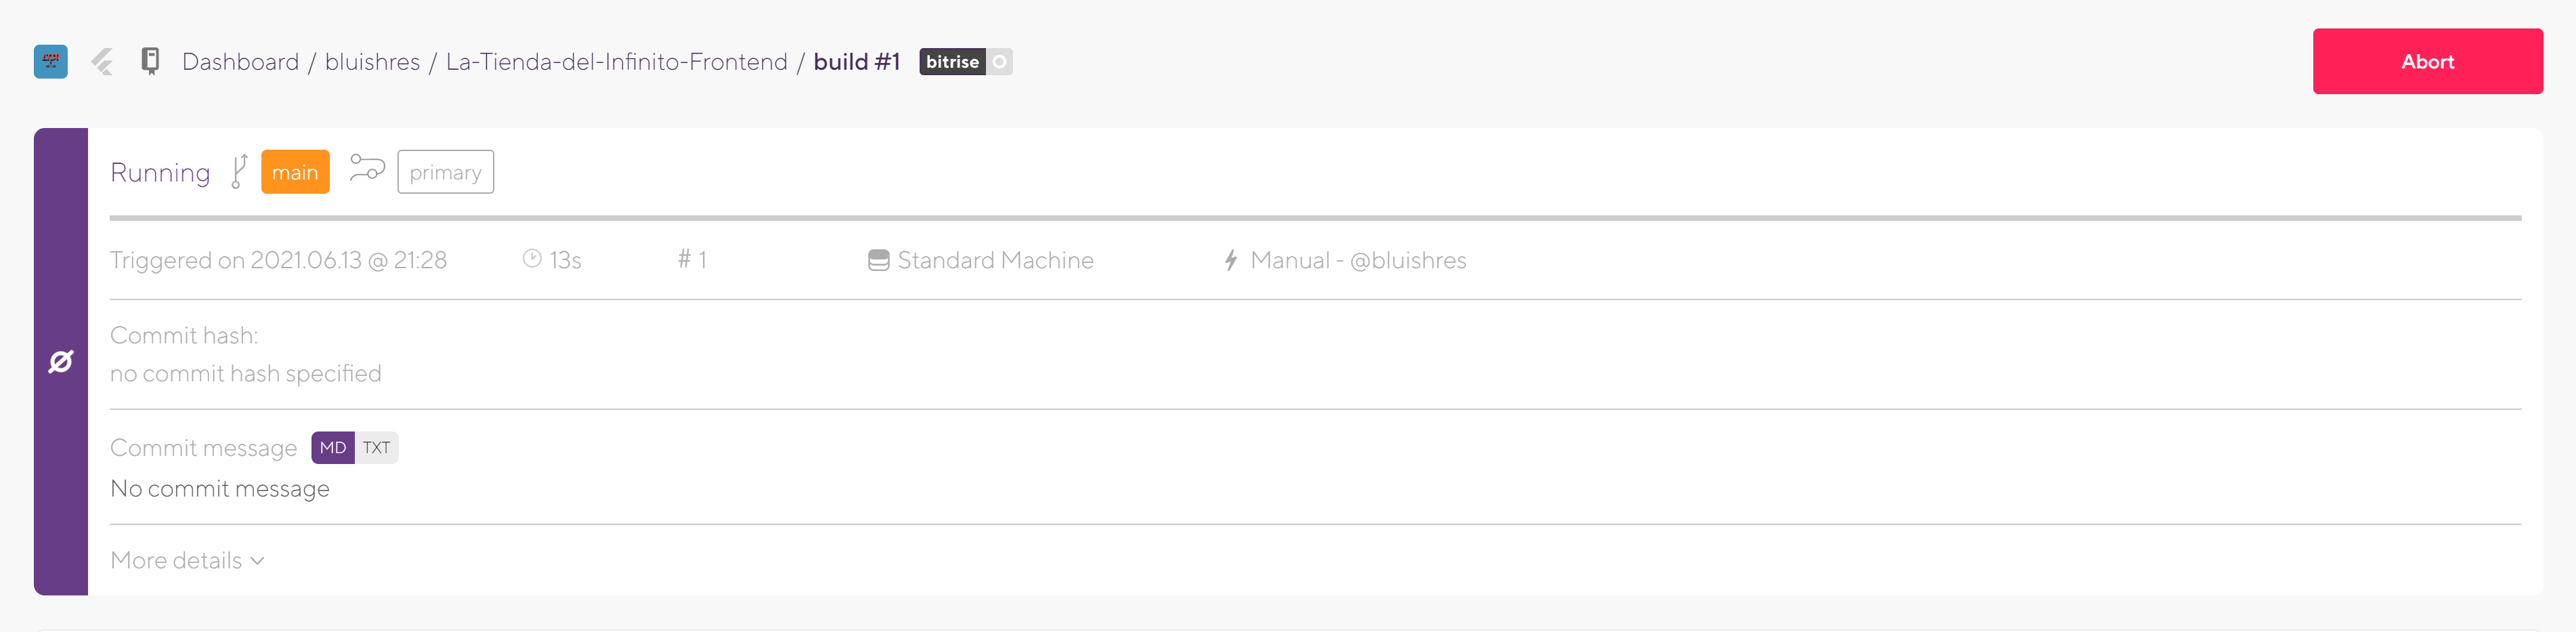 Dashboard / bluishres / La-Tienda-del-Infinito-Frontend / build #1 bitrise
Abort
Running main primary
Triggered on 2021.06.13 @ 21:28 13s # 1 Standard Machine Manual - @bluishres
Commit hash:
no commit hash specified
Commit message MD TXT
No commit message
More details